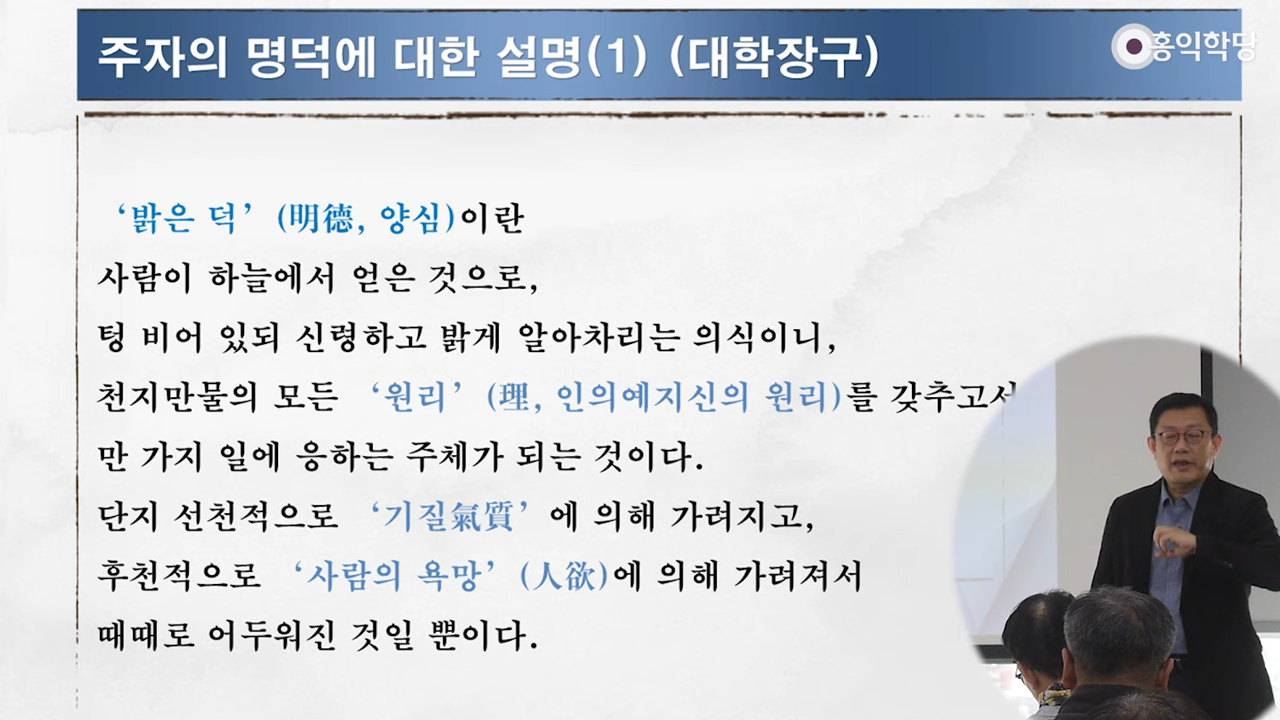 주자의 명덕에 대한 설명(1) (대학장구)
홍익학당
‘밝은 덕’ (明德, 양심)이란
사람이 하늘에서 얻은 것으로,
텅 비어 있되 신령하고 밝게 알아차리는 의식이니,
천지만물의 모든 ‘원리’ (理, 인의예지신의 원리)를 갖추고서
만 가지 일에 응하는 주체가 되는 것이다.
단지 선천적으로 ‘기질氣質’ 에 의해 가려지고,
후천적으로 ‘사람의 욕망’ (人欲)에 의해 가려져서
때때로 어두워진 것일 뿐이다.